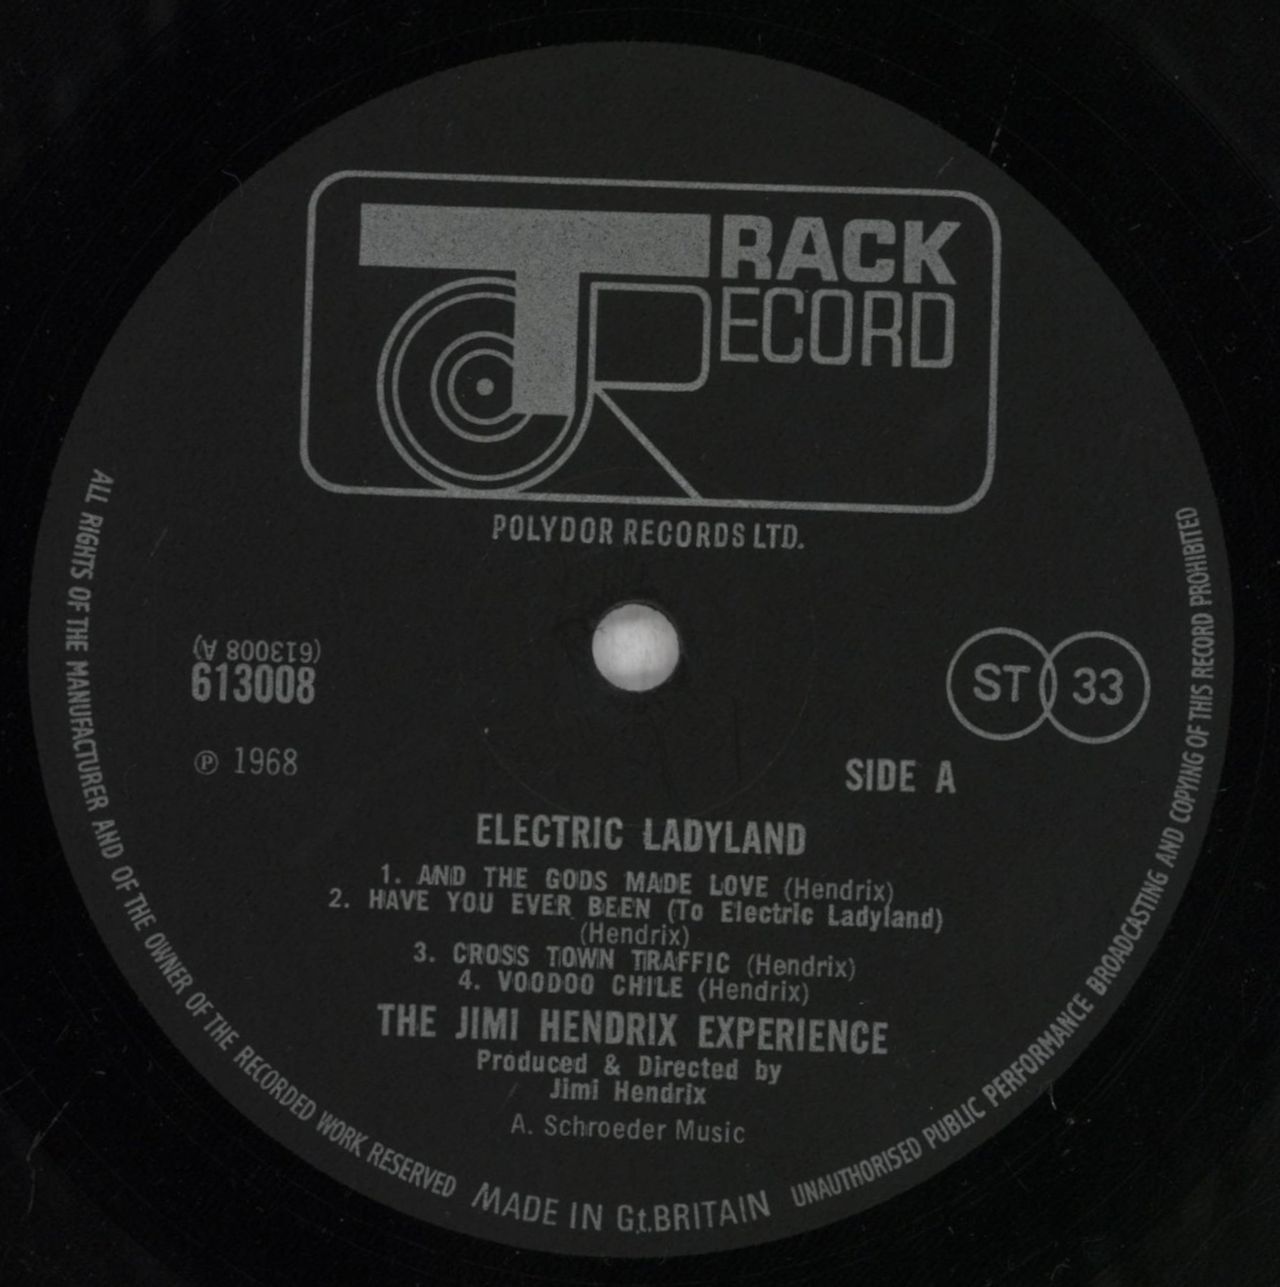 TRACK
RECORD
POLYDOR RECORDS LTD.
(613008 A)
613008
ST 33
℗ 1968
SIDE A
ELECTRIC LADYLAND
1. AND THE GODS MADE LOVE (Hendrix)
2. HAVE YOU EVER BEEN (To Electric Ladyland)
(Hendrix)
3. CROSS TOWN TRAFFIC (Hendrix)
4. VOODOO CHILE (Hendrix)
THE JIMI HENDRIX EXPERIENCE
Produced & Directed by
Jimi Hendrix
A. Schroeder Music
ALL RIGHTS OF THE MANUFACTURER AND OF THE OWNER OF THE RECORDED WORK RESERVED
MADE IN Gt.BRITAIN
UNAUTHORISED PUBLIC PERFORMANCE BROADCASTING AND COPYING OF THIS RECORD PROHIBITED